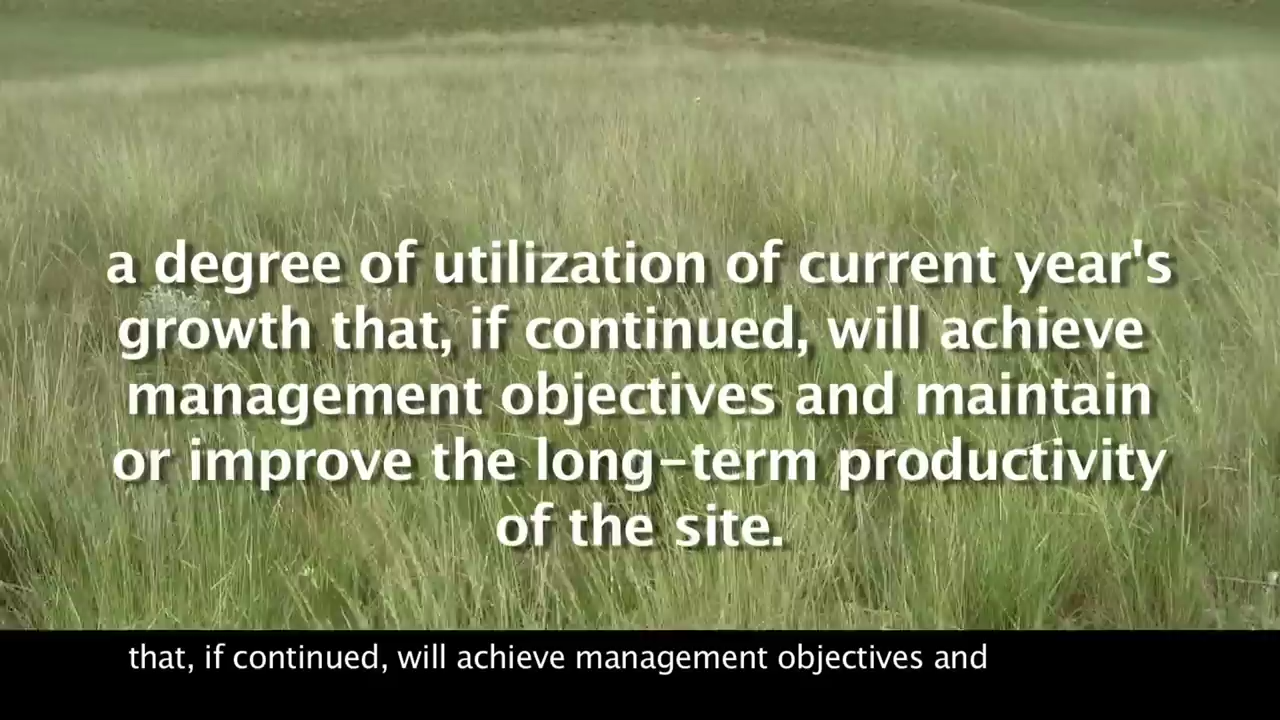 a degree of utilization of current year's
growth that, if continued, will achieve
management objectives and maintain
or improve the long-term productivity
of the site.
that, if continued, will achieve management objectives and